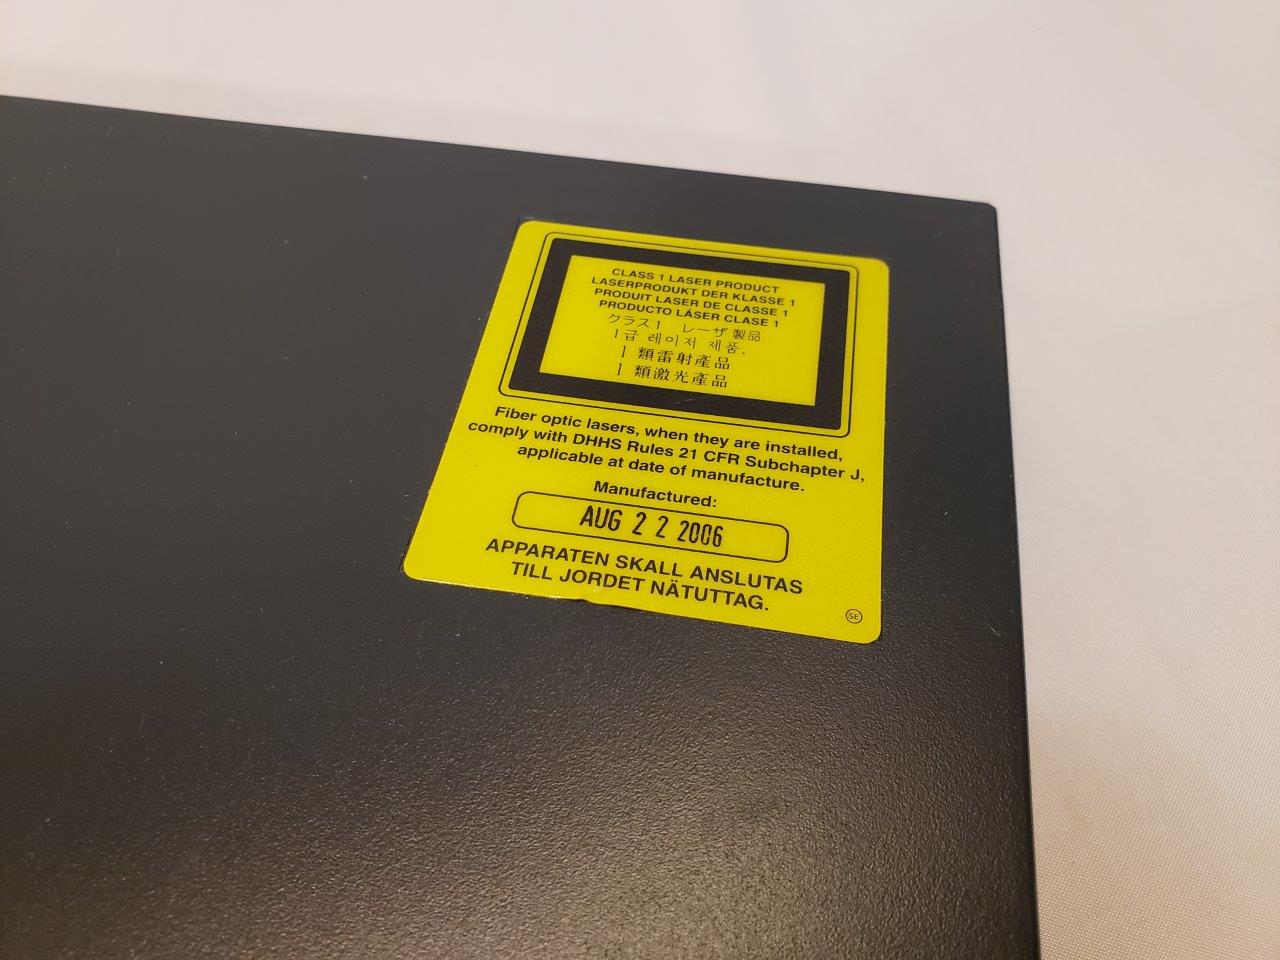 CLASS 1 LASER PRODUCT
LASERPRODUKT DER KLASSE 1
PRODUIT LASER DE CLASSE 1
PRODUCTO LÁSER CLASE 1
クラス1 レーザ製品
1급 레이저 제품.
1 類雷射產品
1 類激光產品
Fiber optic lasers, when they are installed,
comply with DHHS Rules 21 CFR Subchapter J,
applicable at date of manufacture.
Manufactured:
AUG 2 2 2006
APPARATEN SKALL ANSLUTAS
TILL JORDET NÄTUTTAG.
SE